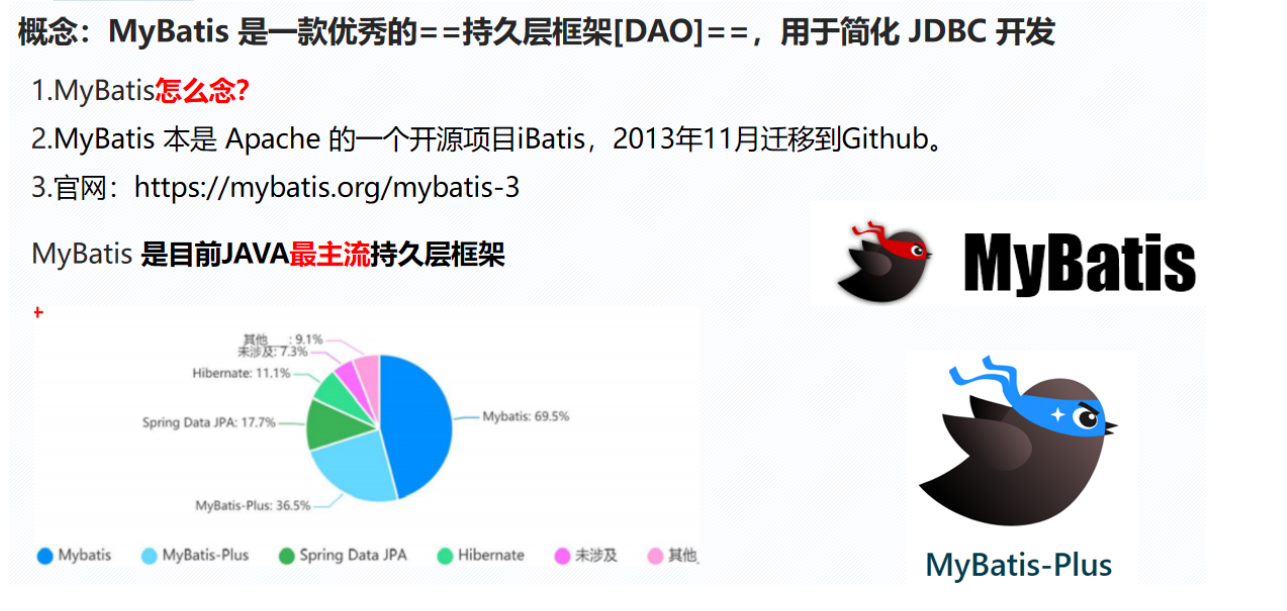 概念：MyBatis 是一款优秀的==持久层框架[DAO]==，用于简化 JDBC 开发
1.MyBatis怎么念？
2.MyBatis 本是 Apache 的一个开源项目iBatis，2013年11月迁移到Github。
3.官网：https://mybatis.org/mybatis-3
MyBatis 是目前JAVA最主流持久层框架
MyBatis
+
其他 : 9.1%
未涉及: 7.3%
Hibernate: 11.1%
Spring Data JPA: 17.7%
Mybatis: 69.5%
MyBatis-Plus: 36.5%
Mybatis MyBatis-Plus Spring Data JPA Hibernate 未涉及 其他
MyBatis-Plus